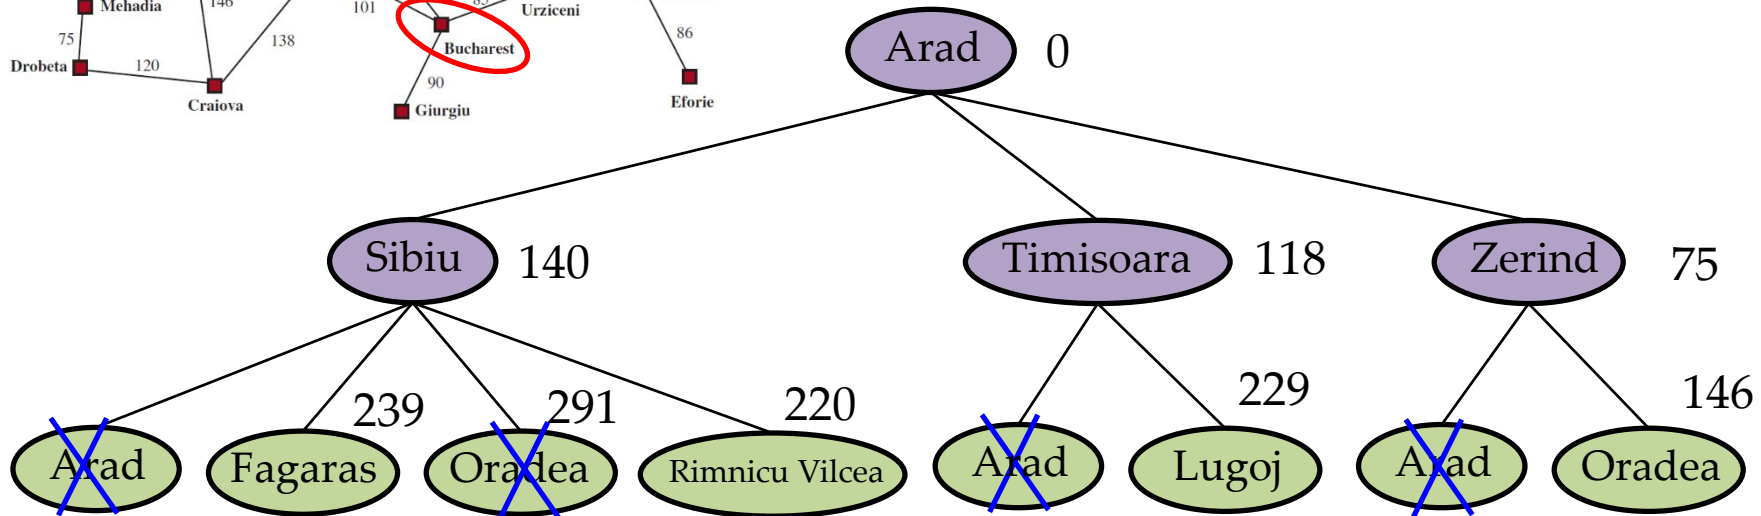 Mehadia
146
101
85
Urziceni
75
138
Bucharest
86
Drobeta
120
90
Craiova
Giurgiu
Eforie
Arad 0
Sibiu 140
Timisoara 118
Zerind 75
239
291
220
229
146
Arad
Fagaras
Oradea
Rimnicu Vilcea
Arad
Lugoj
Arad
Oradea